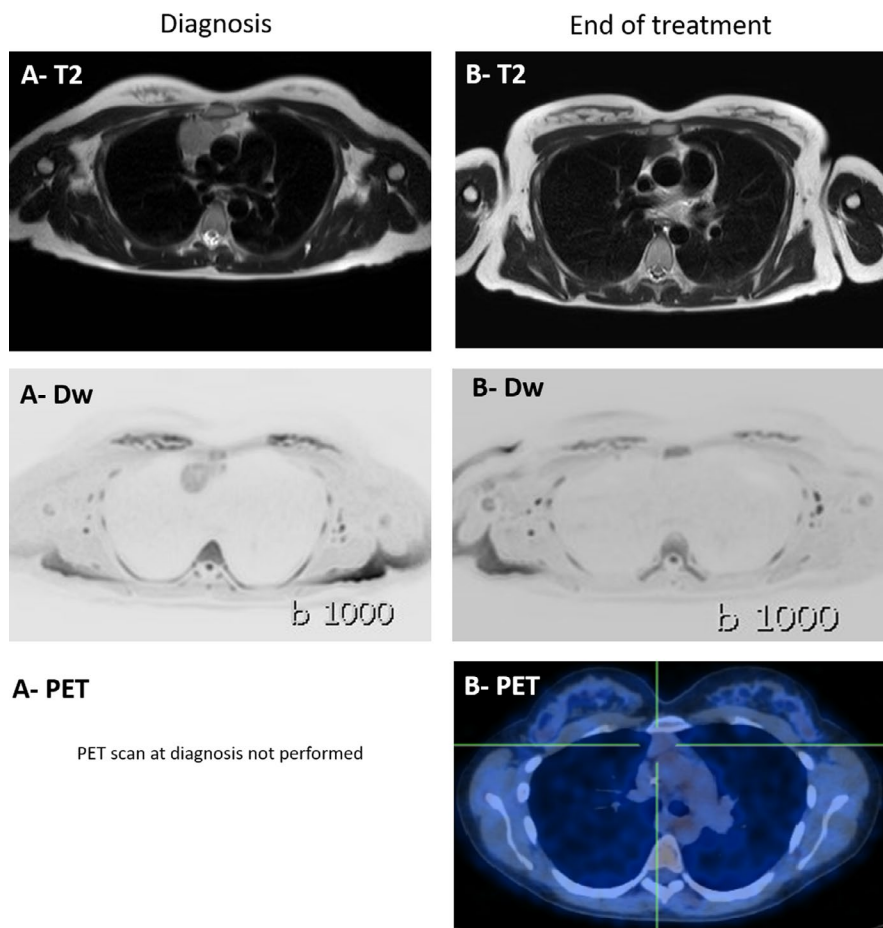 Diagnosis
End of treatment
A- T2
B- T2
A- Dw
B- Dw
b 1000
b 1000
A- PET
B- PET
PET scan at diagnosis not performed